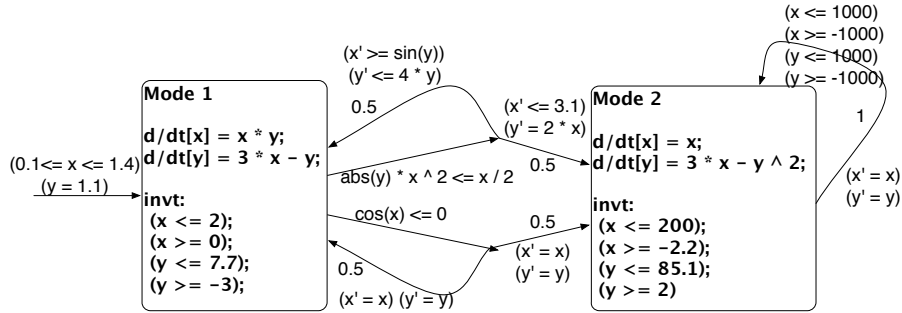 (0.1<= x <= 1.4)
(y = 1.1)
Mode 1
d/dt[x] = x * y;
d/dt[y] = 3 * x - y;
invt:
(x <= 2);
(x >= 0);
(y <= 7.7);
(y >= -3);
(x' >= sin(y))
(y' <= 4 * y)
0.5
abs(y) * x ^ 2 <= x / 2
cos(x) <= 0
0.5
(x' = x) (y' = y)
(x' <= 3.1)
(y' = 2 * x)
0.5
0.5
(x' = x)
(y' = y)
Mode 2
d/dt[x] = x;
d/dt[y] = 3 * x - y ^ 2;
invt:
(x <= 200);
(x >= -2.2);
(y <= 85.1);
(y >= 2)
(x <= 1000)
(x >= -1000)
(y <= 1000)
(y >= -1000)
1
(x' = x)
(y' = y)